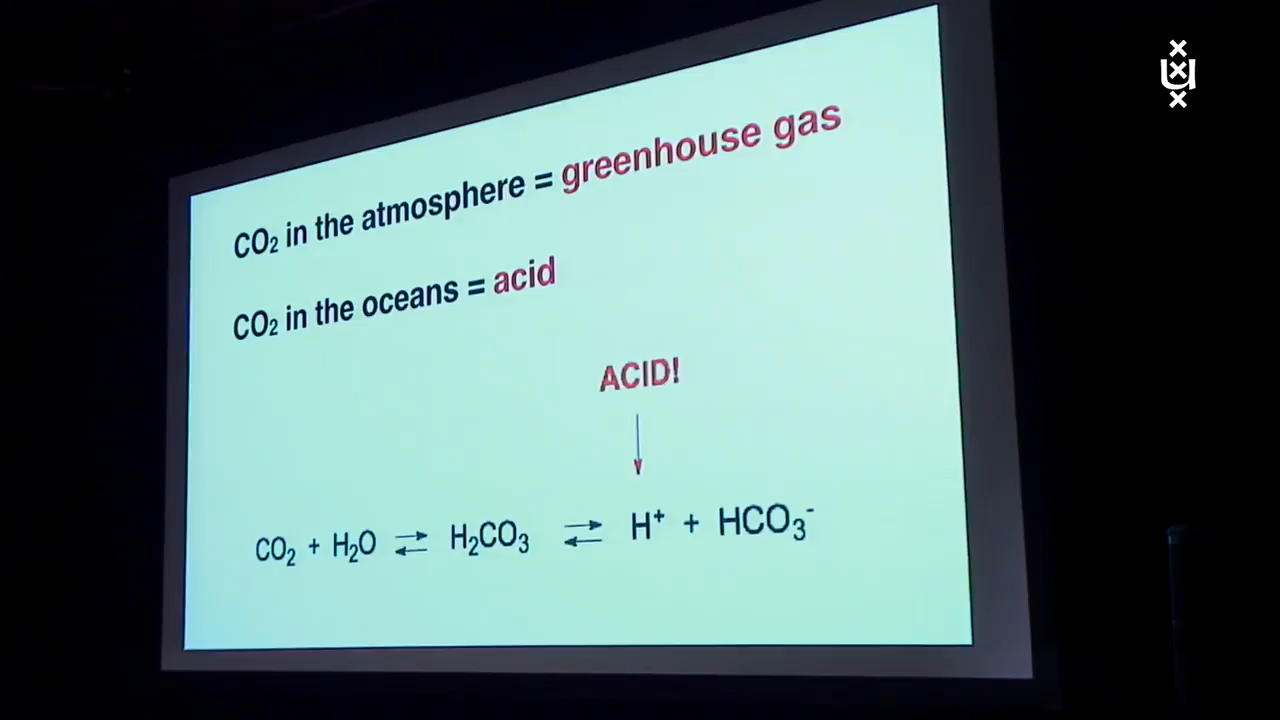 CO₂ in the atmosphere = greenhouse gas
CO₂ in the oceans = acid
ACID!
CO₂ + H₂O ⇌ H₂CO₃ ⇌ H⁺ + HCO₃⁻